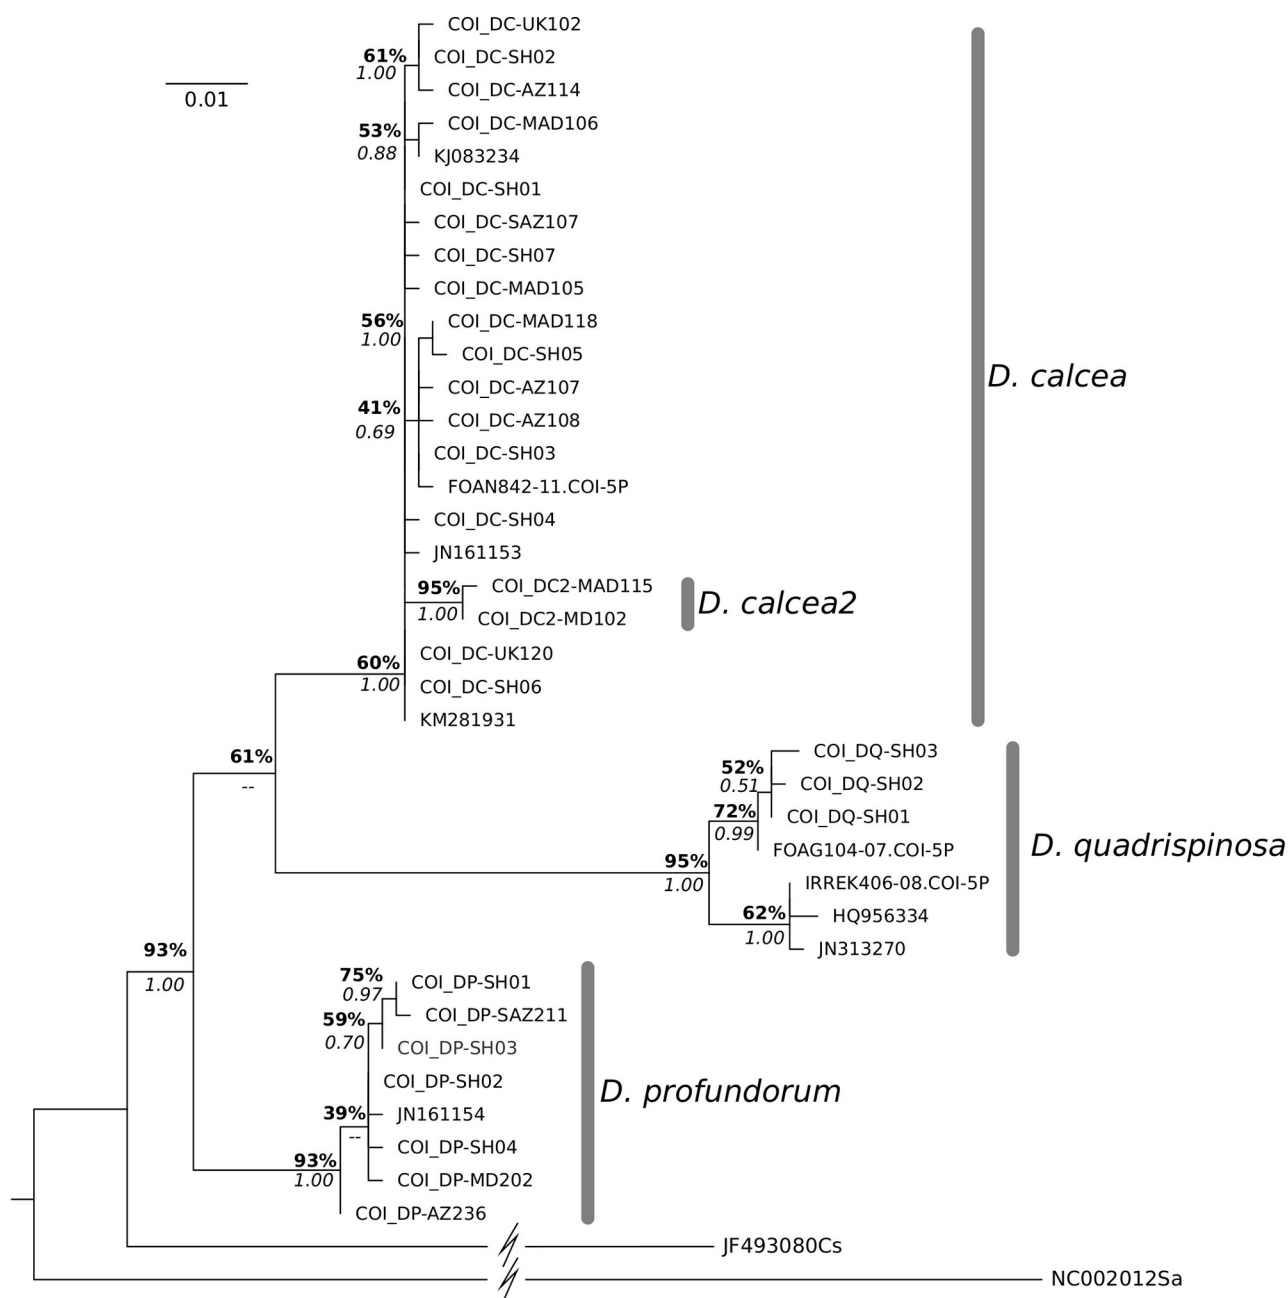 COI_DC-UK102
61%
COI_DC-SH02
1.00
COI_DC-AZ114
0.01
53%
COI_DC-MAD106
0.88
KJ083234
COI_DC-SH01
COI_DC-SAZ107
COI_DC-SH07
COI_DC-MAD105
56%
COI_DC-MAD118
1.00
COI_DC-SH05
D. calcea
COI_DC-AZ107
41%
COI_DC-AZ108
0.69
COI_DC-SH03
FOAN842-11.COI-5P
COI_DC-SH04
JN161153
95%
COI_DC2-MAD115
1.00
COI_DC2-MD102
D. calcea2
COI_DC-UK120
60%
1.00
COI_DC-SH06
KM281931
61%
--
COI_DQ-SH03
52%
0.51
COI_DQ-SH02
72%
0.99
COI_DQ-SH01
D. quadrispinosa
FOAG104-07.COI-5P
95%
1.00
IRREK406-08.COI-5P
62%
HQ956334
1.00
JN313270
93%
1.00
75%
COI_DP-SH01
0.97
COI_DP-SAZ211
59%
0.70
COI_DP-SH03
COI_DP-SH02
D. profundorum
39%
JN161154
--
COI_DP-SH04
93%
1.00
COI_DP-MD202
COI_DP-AZ236
JF493080Cs
NC002012Sa